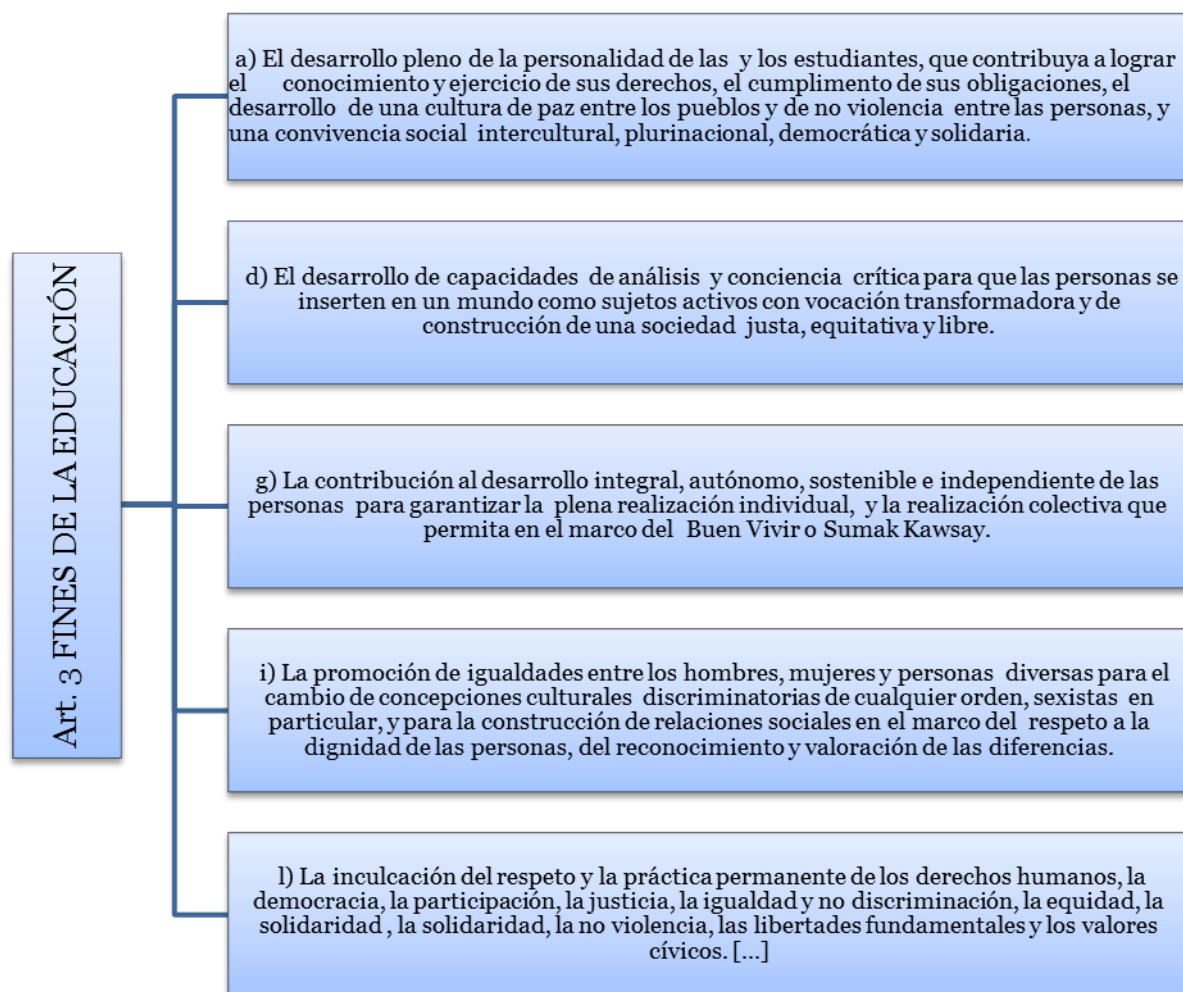 Art. 3 FINES DE LA EDUCACIÓN
a) El desarrollo pleno de la personalidad de las y los estudiantes, que contribuya a lograr
el conocimiento y ejercicio de sus derechos, el cumplimento de sus obligaciones, el
desarrollo de una cultura de paz entre los pueblos y de no violencia entre las personas, y
una convivencia social intercultural, plurinacional, democrática y solidaria.
d) El desarrollo de capacidades de análisis y conciencia crítica para que las personas se
inserten en un mundo como sujetos activos con vocación transformadora y de
construcción de una sociedad justa, equitativa y libre.
g) La contribución al desarrollo integral, autónomo, sostenible e independiente de las
personas para garantizar la plena realización individual, y la realización colectiva que
permita en el marco del Buen Vivir o Sumak Kawsay.
i) La promoción de igualdades entre los hombres, mujeres y personas diversas para el
cambio de concepciones culturales discriminatorias de cualquier orden, sexistas en
particular, y para la construcción de relaciones sociales en el marco del respeto a la
dignidad de las personas, del reconocimiento y valoración de las diferencias.
l) La inculcación del respeto y la práctica permanente de los derechos humanos, la
democracia, la participación, la justicia, la igualdad y no discriminación, la equidad, la
solidaridad , la solidaridad, la no violencia, las libertades fundamentales y los valores
cívicos. [...]